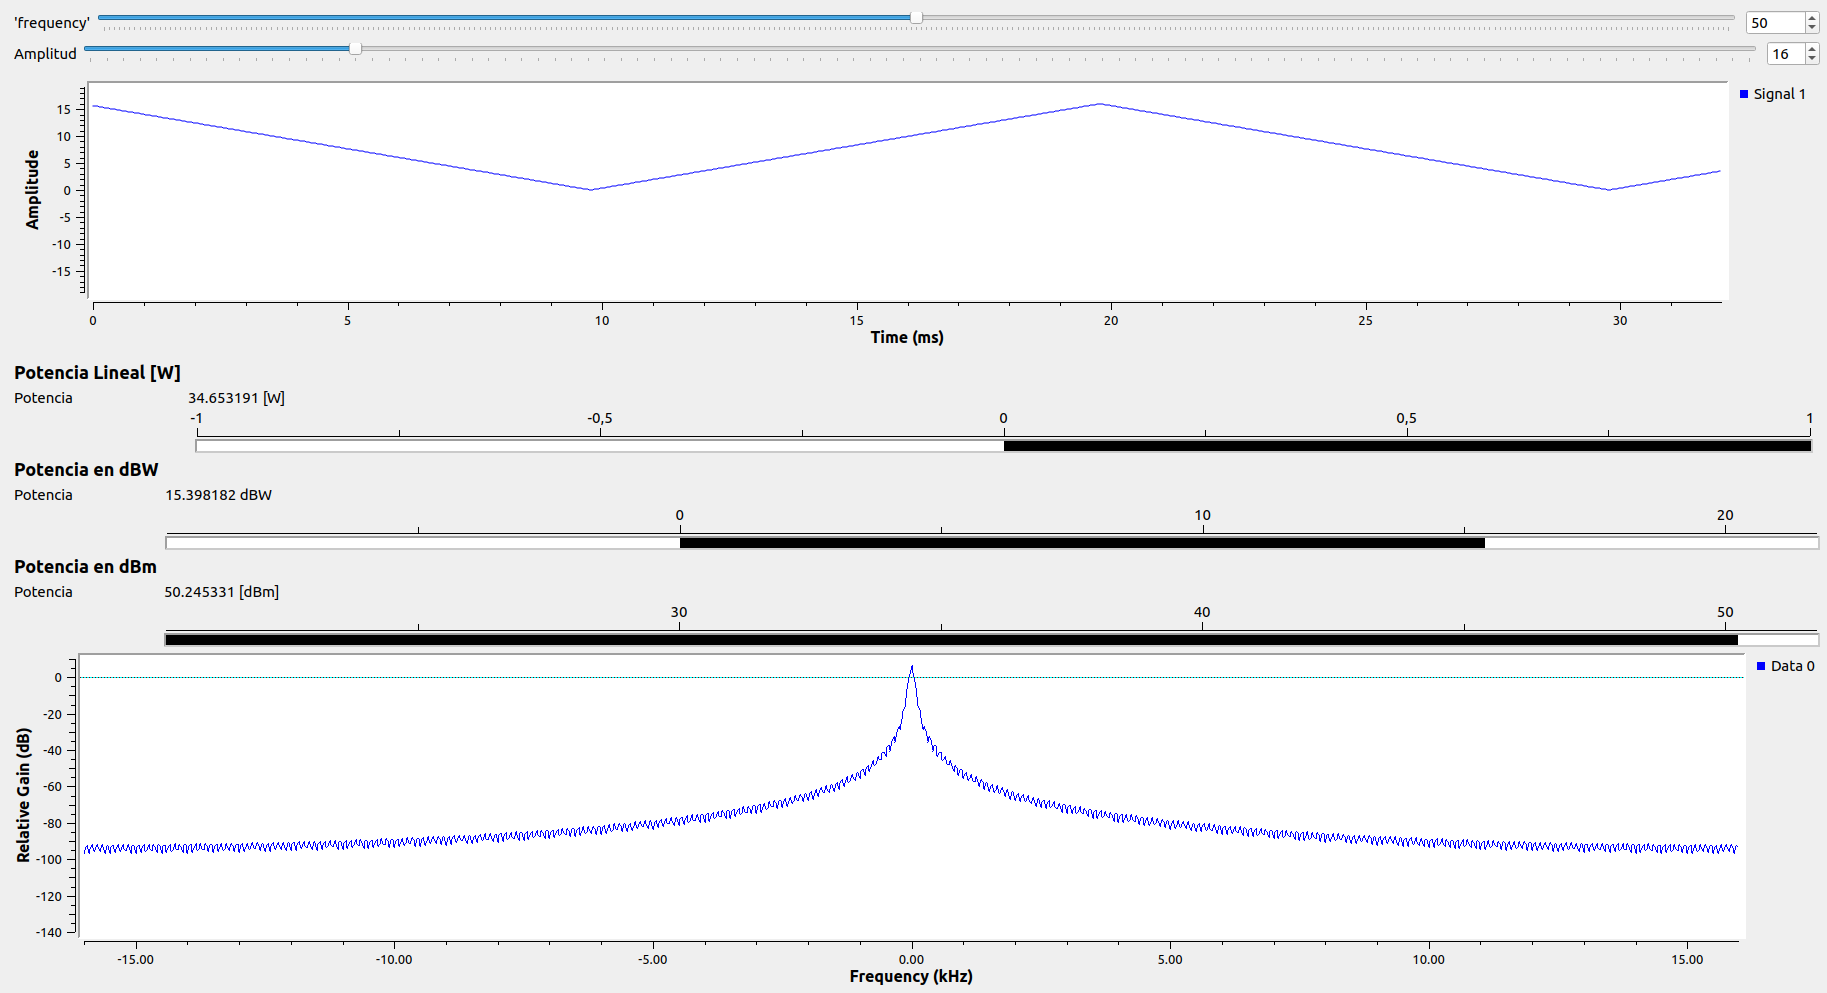 'frequency' 50
Amplitud 16
Signal 1
15
10
5
0
-5
-10
-15
Amplitude
0 5 10 15 20 25 30
Time (ms)
Potencia Lineal [W]
Potencia 34.653191 [W]
-1 -0,5 0 0,5 1
Potencia en dBW
Potencia 15.398182 dBW
0 10 20
Potencia en dBm
Potencia 50.245331 [dBm]
30 40 50
Data 0
0
-20
-40
-60
-80
-100
-120
-140
Relative Gain (dB)
-15.00 -10.00 -5.00 0.00 5.00 10.00 15.00
Frequency (kHz)